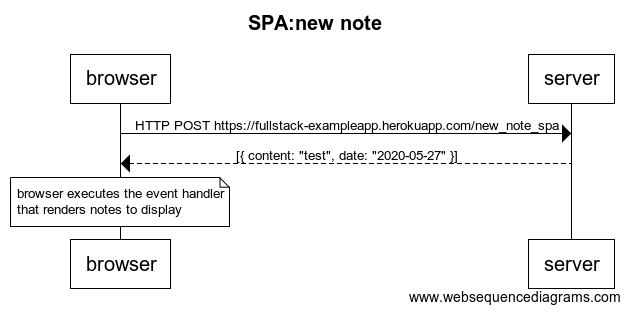 SPA:new note
browser
server
HTTP POST https://fullstack-exampleapp.herokuapp.com/new_note_spa
[{ content: "test", date: "2020-05-27" }]
browser executes the event handler
that renders notes to display
browser
server
www.websequencediagrams.com